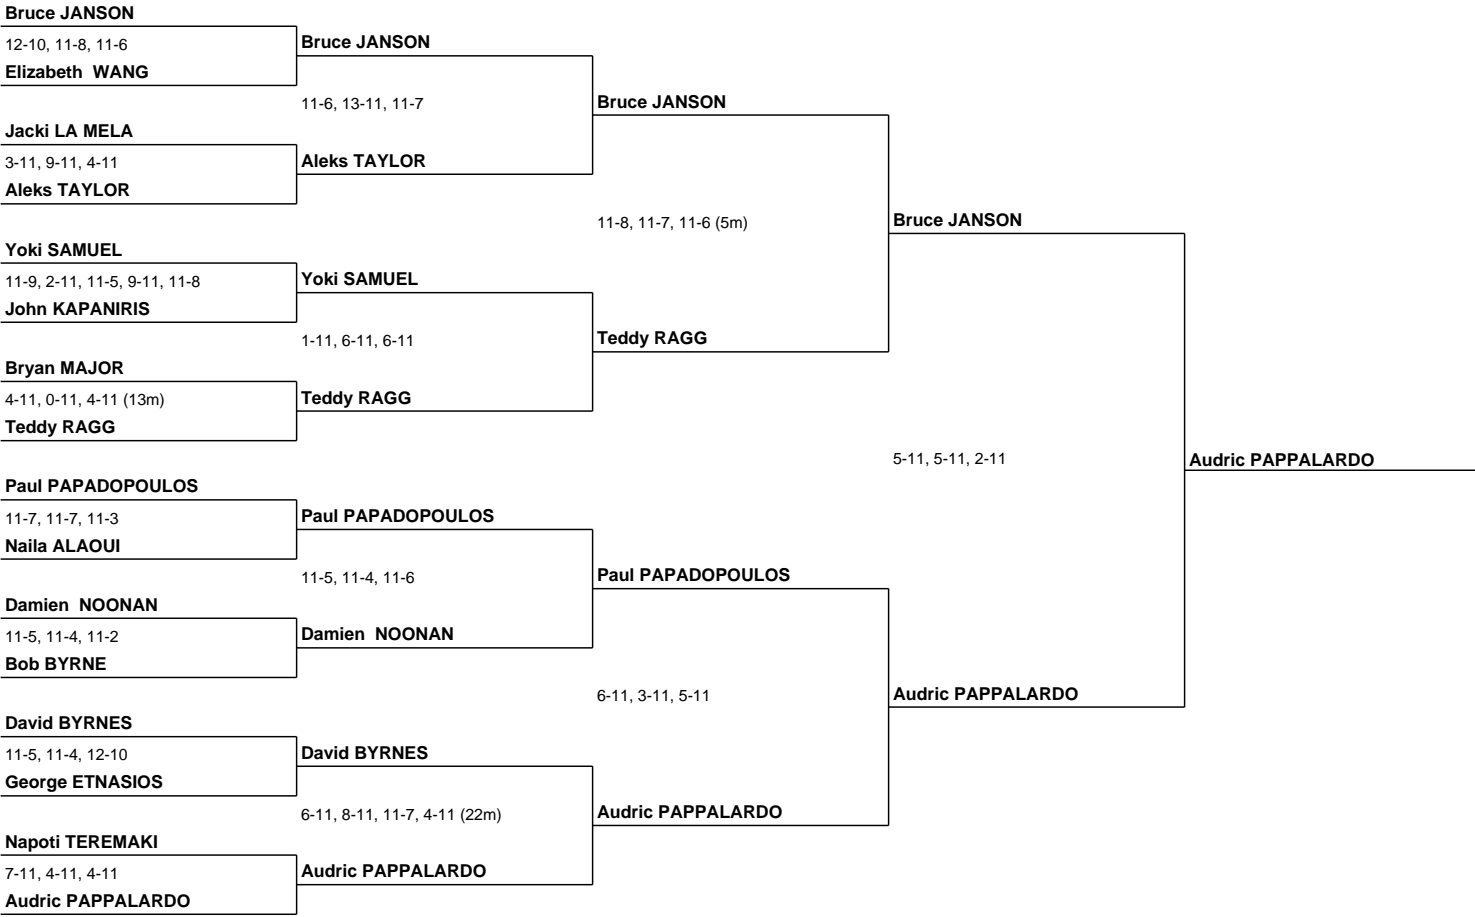 Bruce JANSON
12-10, 11-8, 11-6
Elizabeth  WANG
Jacki LA MELA
3-11, 9-11, 4-11
Aleks TAYLOR
Yoki SAMUEL
11-9, 2-11, 11-5, 9-11, 11-8
John KAPANIRIS
Bryan MAJOR
4-11, 0-11, 4-11 (13m)
Teddy RAGG
Paul PAPADOPOULOS
11-7, 11-7, 11-3
Naila ALAOUI
Damien  NOONAN
11-5, 11-4, 11-2
Bob BYRNE
David BYRNES
11-5, 11-4, 12-10
George ETNASIOS
Napoti TEREMAKI
7-11, 4-11, 4-11
Audric PAPPALARDO
Bruce JANSON
11-6, 13-11, 11-7
Aleks TAYLOR
Yoki SAMUEL
1-11, 6-11, 6-11
Teddy RAGG
Paul PAPADOPOULOS
11-5, 11-4, 11-6
Damien  NOONAN
David BYRNES
6-11, 8-11, 11-7, 4-11 (22m)
Audric PAPPALARDO
Bruce JANSON
11-8, 11-7, 11-6 (5m)
Teddy RAGG
Paul PAPADOPOULOS
6-11, 3-11, 5-11
Audric PAPPALARDO
Bruce JANSON
5-11, 5-11, 2-11
Audric PAPPALARDO
Audric PAPPALARDO